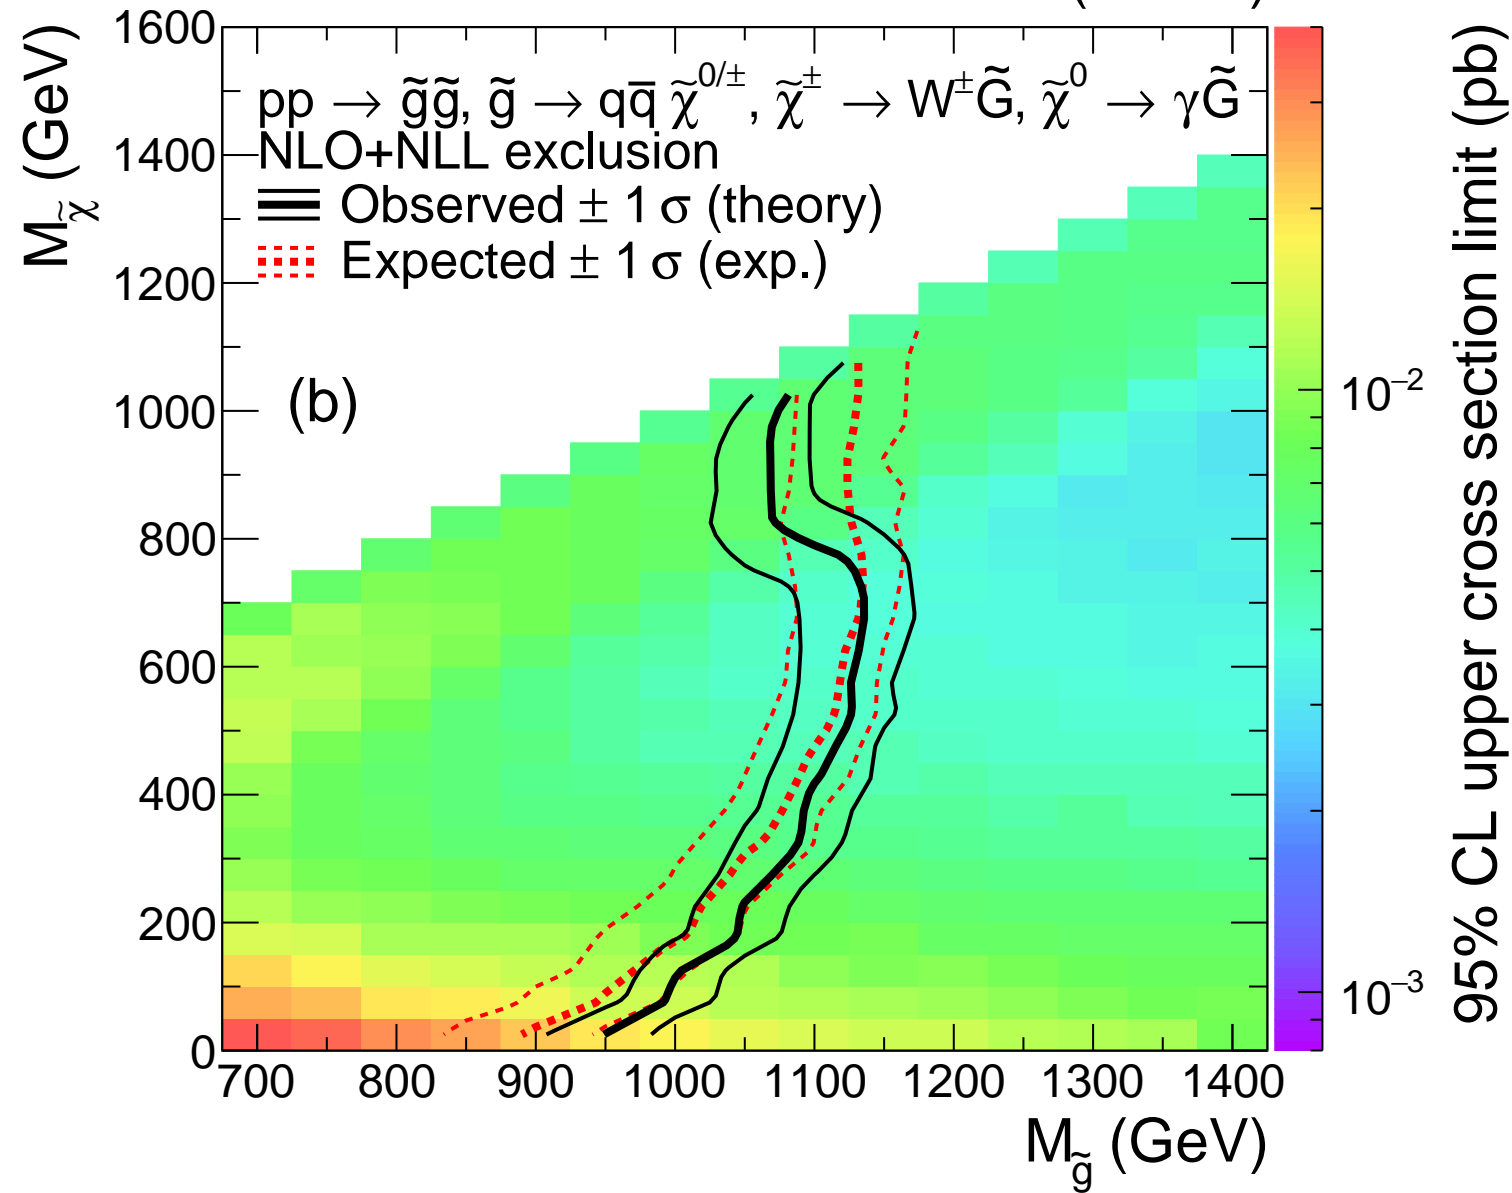 M_χ̃ (GeV)
1600
1400
1200
1000
800
600
400
200
0
pp → g̃g̃, g̃ → qq̄ χ̃^0/±, χ̃^± → W^±G̃, χ̃^0 → γG̃
NLO+NLL exclusion
Observed ± 1 σ (theory)
Expected ± 1 σ (exp.)
(b)
700 800 900 1000 1100 1200 1300 1400
M_g̃ (GeV)
10⁻²
10⁻³
95% CL upper cross section limit (pb)